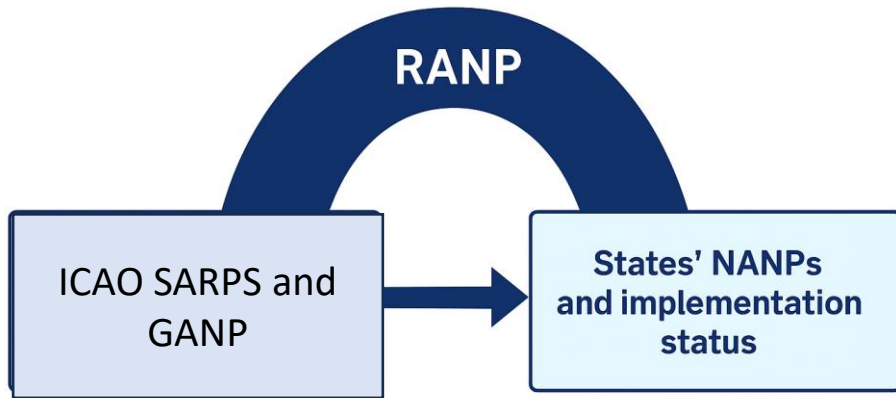 RANP
ICAO SARPS and
GANP
States’ NANPs
and implementation
status